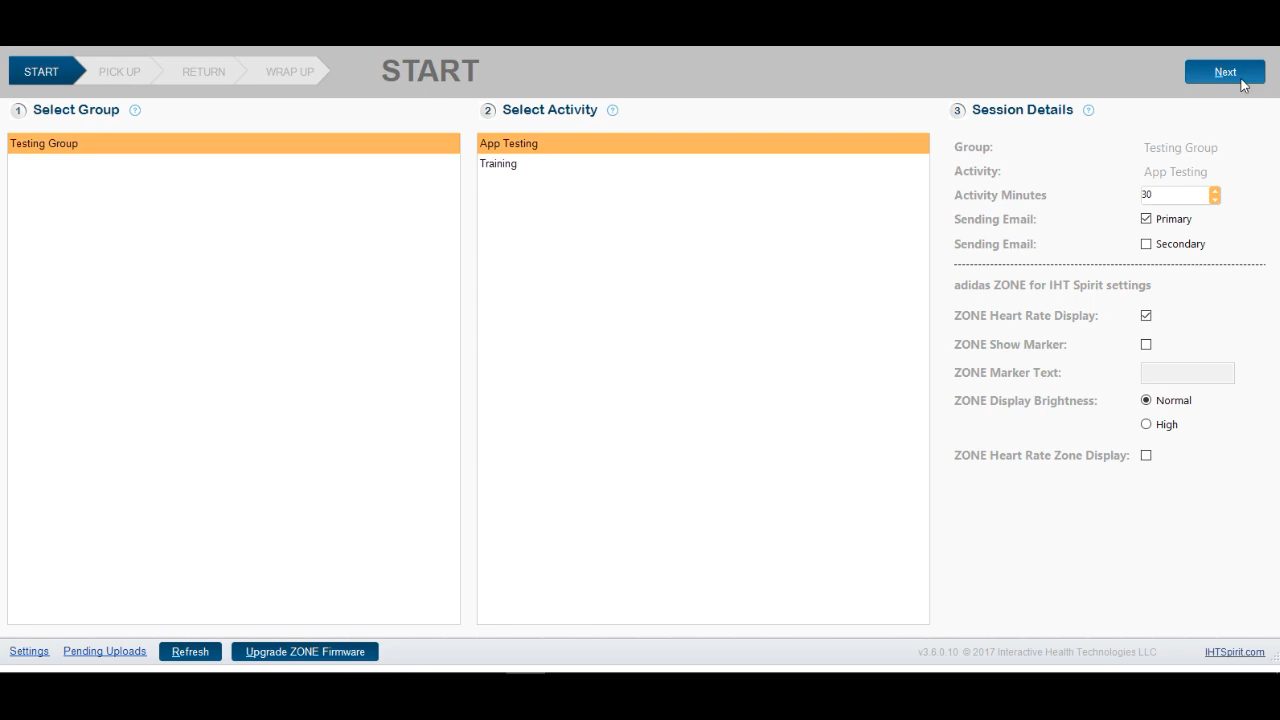 START
PICK UP
RETURN
WRAP UP
START
Next
1 Select Group ?
2 Select Activity ?
3 Session Details ?
Testing Group
App Testing
Training
Group: Testing Group
Activity: App Testing
Activity Minutes 30
Sending Email: Primary
Sending Email: Secondary
adidas ZONE for IHT Spirit settings
ZONE Heart Rate Display:
ZONE Show Marker:
ZONE Marker Text:
ZONE Display Brightness: Normal
High
ZONE Heart Rate Zone Display:
Settings
Pending Uploads
Refresh
Upgrade ZONE Firmware
v3.6.0.10 © 2017 Interactive Health Technologies LLC
IHTSpirit.com